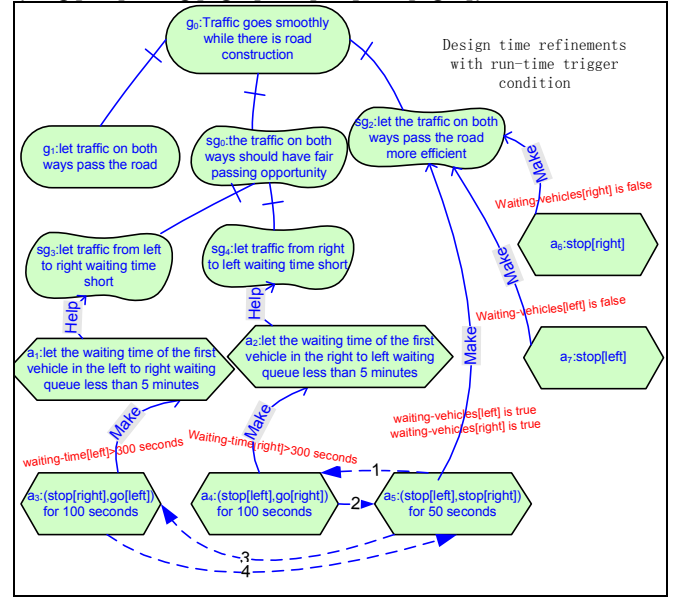 g0:Traffic goes smoothly
while there is road
construction
Design time refinements
with run-time trigger
condition
g1:let traffic on both
ways pass the road
sg0:the traffic on both
ways should have fair
passing opportunity
sg2:let the traffic on both
ways pass the road
more efficient
Make
Waiting-vehicles[right] is false
a6:stop[right]
sg3:let traffic from left
to right waiting time
short
sg4:let traffic from right
to left waiting time
short
Make
Help
Help
Waiting-vehicles[left] is false
a7:stop[left]
Make
a1:let the waiting time of the first
vehicle in the left to right waiting
queue less than 5 minutes
a2:let the waiting time of the first
vehicle in the right to left waiting
queue less than 5 minutes
Make
Make
waiting-vehicles[left] is true
waiting-vehicles[right] is true
waiting-time[left]>300 seconds
Waiting-time[right]>300 seconds
1
a3:(stop[right],go[left])
for 100 seconds
a4:(stop[left],go[right])
for 100 seconds
2
a5:(stop[left],stop[right])
for 50 seconds
3
4